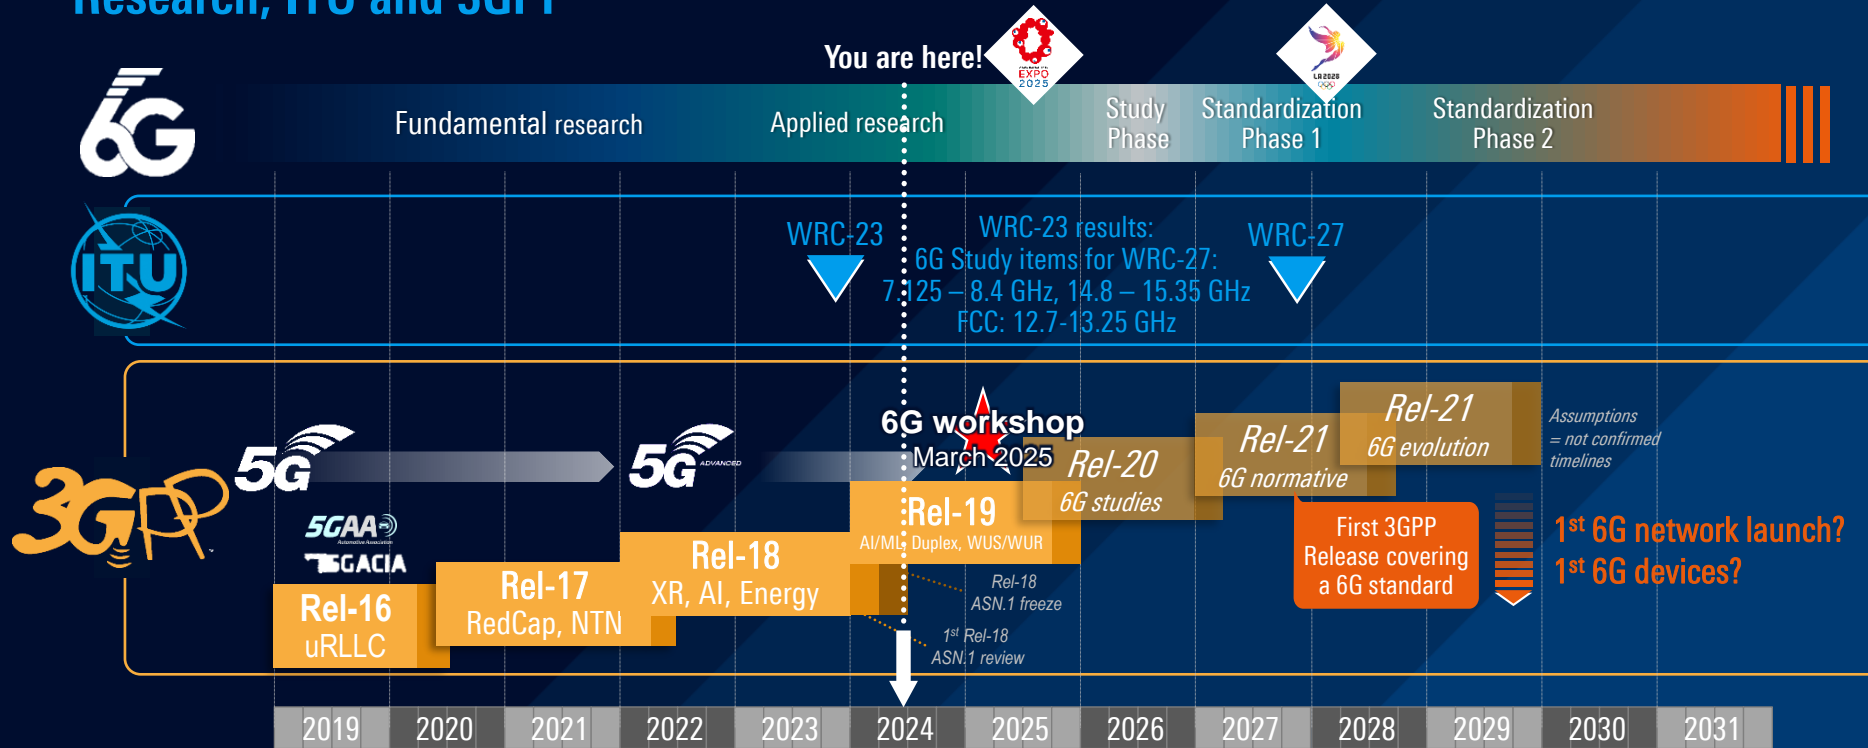 Research, ITU and 3GPP
You are here!
EXPO
2025
LA2028
6G
Fundamental research
Applied research
Study
Phase
Standardization
Phase 1
Standardization
Phase 2
ITU
WRC-23
WRC-23 results:
6G Study items for WRC-27:
7.125 – 8.4 GHz, 14.8 – 15.35 GHz
FCC: 12.7-13.25 GHz
WRC-27
3GPP
5G
5G ADVANCED
6G workshop
March 2025
5GAA
Automotive Association
5GACIA
Rel-16
uRLLC
Rel-17
RedCap, NTN
Rel-18
XR, AI, Energy
Rel-19
AI/ML, Duplex, WUS/WUR
Rel-20
6G studies
Rel-21
6G normative
Rel-21
6G evolution
Assumptions
= not confirmed
timelines
Rel-18
ASN.1 freeze
1st Rel-18
ASN.1 review
First 3GPP
Release covering
a 6G standard
1st 6G network launch?
1st 6G devices?
2019 2020 2021 2022 2023 2024 2025 2026 2027 2028 2029 2030 2031